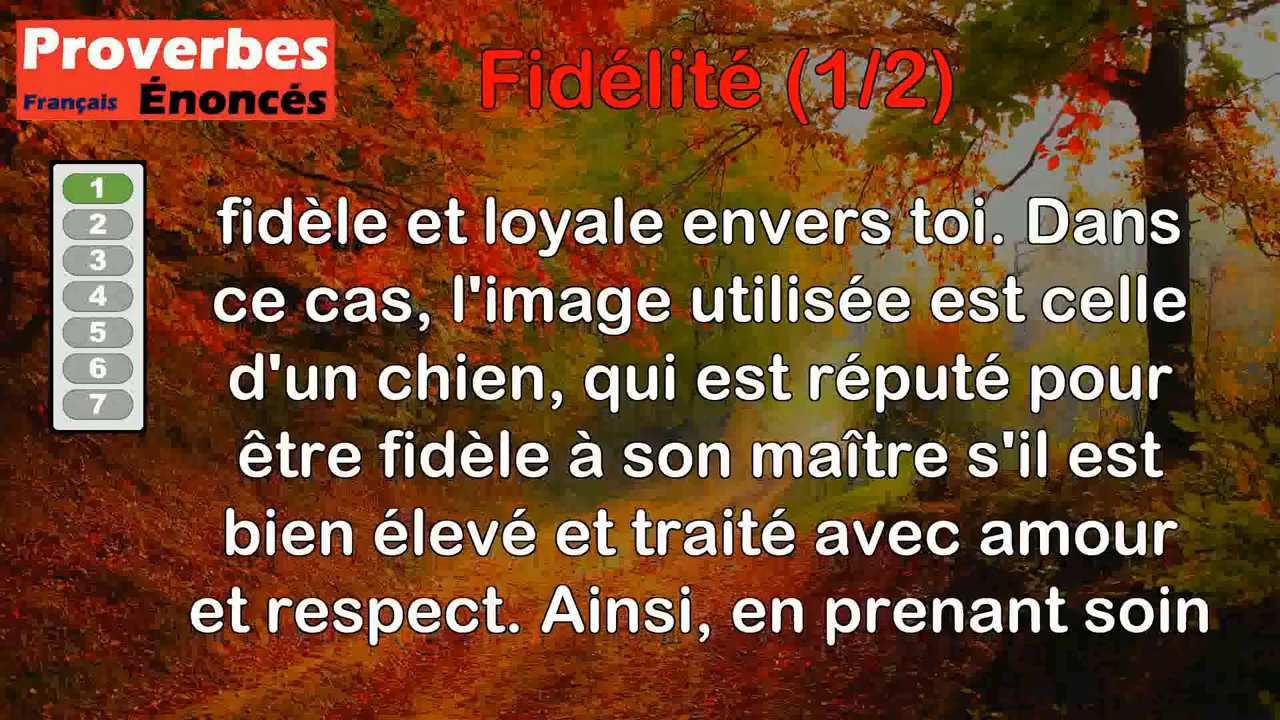 Proverbes
Français Énoncés
Fidélité (1/2)
1
2
3
4
5
6
7
fidèle et loyale envers toi. Dans
ce cas, l'image utilisée est celle
d'un chien, qui est réputé pour
être fidèle à son maître s'il est
bien élevé et traité avec amour
et respect. Ainsi, en prenant soin